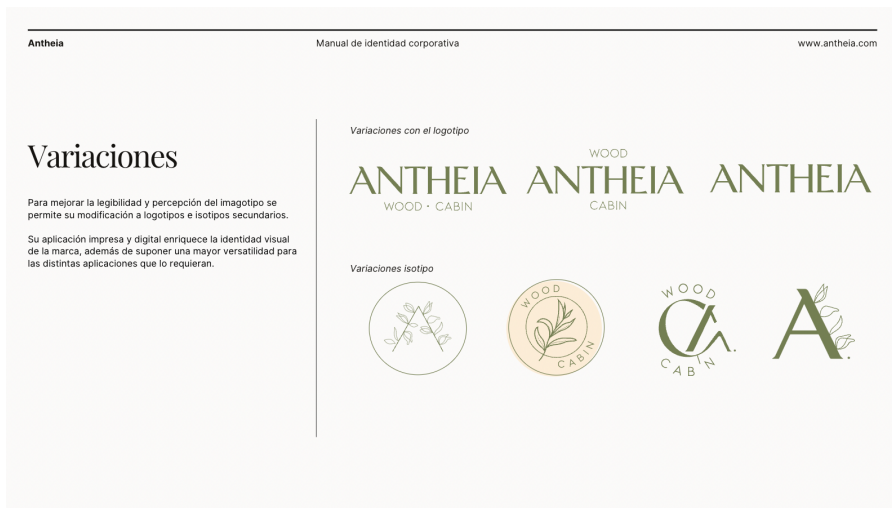 Antheia
Manual de identidad corporativa
www.antheia.com
Variaciones
Para mejorar la legibilidad y percepción del imagotipo se
permite su modificación a logotipos e isotipos secundarios.
Su aplicación impresa y digital enriquece la identidad visual
de la marca, además de suponer una mayor versatilidad para
las distintas aplicaciones que lo requieran.
Variaciones con el logotipo
ANTHEIA
WOOD · CABIN
WOOD
ANTHEIA
CABIN
ANTHEIA
Variaciones isotipo
WOOD
CABIN
WOOD
CA.
CABIN
A.